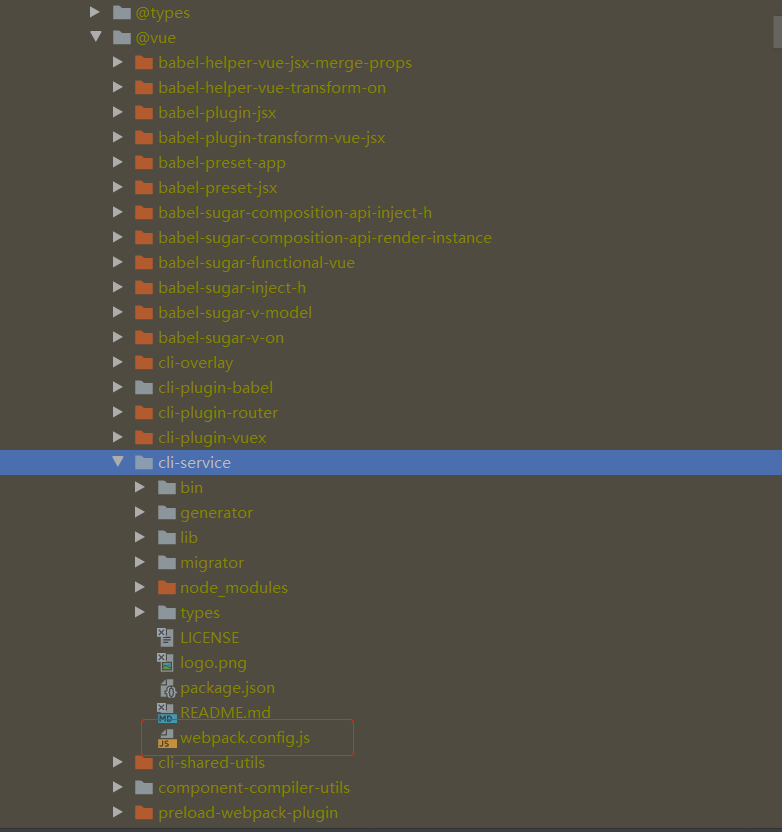 @types
@vue
babel-helper-vue-jsx-merge-props
babel-helper-vue-transform-on
babel-plugin-jsx
babel-plugin-transform-vue-jsx
babel-preset-app
babel-preset-jsx
babel-sugar-composition-api-inject-h
babel-sugar-composition-api-render-instance
babel-sugar-functional-vue
babel-sugar-inject-h
babel-sugar-v-model
babel-sugar-v-on
cli-overlay
cli-plugin-babel
cli-plugin-router
cli-plugin-vuex
cli-service
bin
generator
lib
migrator
node_modules
types
LICENSE
logo.png
package.json
README.md
webpack.config.js
cli-shared-utils
component-compiler-utils
preload-webpack-plugin